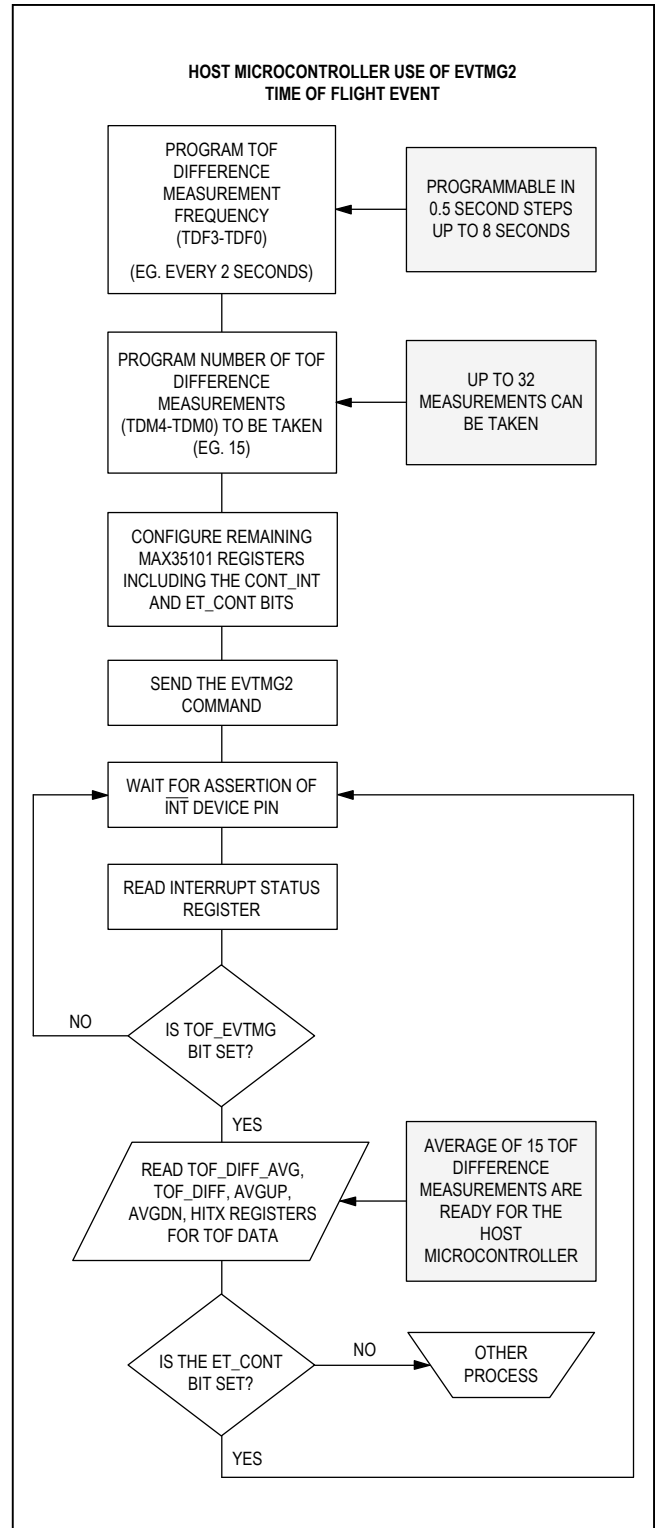 HOST MICROCONTROLLER USE OF EVTMG2
TIME OF FLIGHT EVENT
PROGRAM TOF
DIFFERENCE
MEASUREMENT
FREQUENCY
(TDF3-TDF0)
(EG. EVERY 2 SECONDS)
PROGRAMMABLE IN
0.5 SECOND STEPS
UP TO 8 SECONDS
PROGRAM NUMBER OF TOF
DIFFERENCE
MEASUREMENTS
(TDM4-TDM0) TO BE TAKEN
(EG. 15)
UP TO 32
MEASUREMENTS CAN
BE TAKEN
CONFIGURE REMAINING
MAX35101 REGISTERS
INCLUDING THE CONT_INT
AND ET_CONT BITS
SEND THE EVTMG2
COMMAND
WAIT FOR ASSERTION OF
INT DEVICE PIN
READ INTERRUPT STATUS
REGISTER
NO
IS TOF_EVTMG
BIT SET?
YES
READ TOF_DIFF_AVG,
TOF_DIFF, AVGUP,
AVGDN, HITX REGISTERS
FOR TOF DATA
AVERAGE OF 15 TOF
DIFFERENCE
MEASUREMENTS ARE
READY FOR THE
HOST
MICROCONTROLLER
IS THE ET_CONT
BIT SET?
NO
OTHER
PROCESS
YES